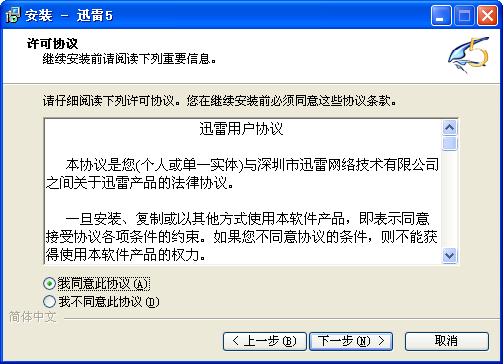 安装 - 迅雷5
许可协议
继续安装前请阅读下列重要信息。
请仔细阅读下列许可协议。您在继续安装前必须同意这些协议条款。
迅雷用户协议
本协议是您(个人或单一实体)与深圳市迅雷网络技术有限公司
之间关于迅雷产品的法律协议。
一旦安装、复制或以其他方式使用本软件产品，即表示同意
接受协议各项条件的约束。如果您不同意协议的条件，则不能获
得使用本软件产品的权力。
我同意此协议(A)
我不同意此协议(D)
简体中文
< 上一步(B) 下一步(N) > 取消